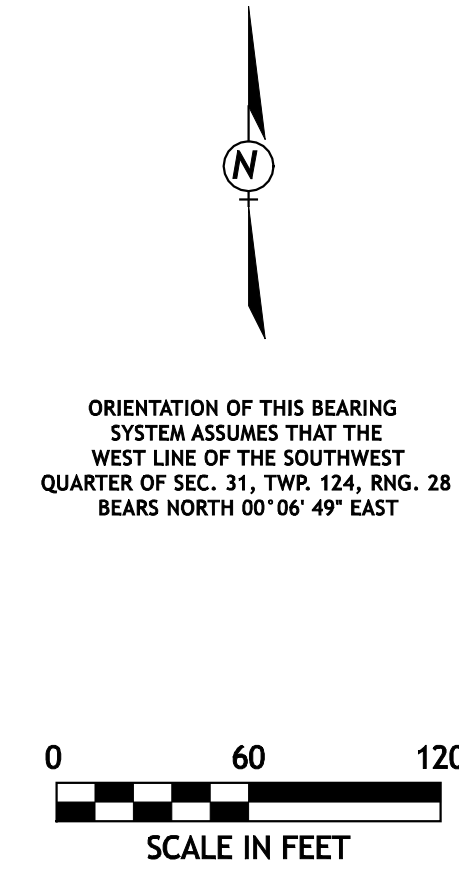 N
ORIENTATION OF THIS BEARING
SYSTEM ASSUMES THAT THE
WEST LINE OF THE SOUTHWEST
QUARTER OF SEC. 31, TWP. 124, RNG. 28
BEARS NORTH 00°06' 49" EAST
0 60 120
SCALE IN FEET